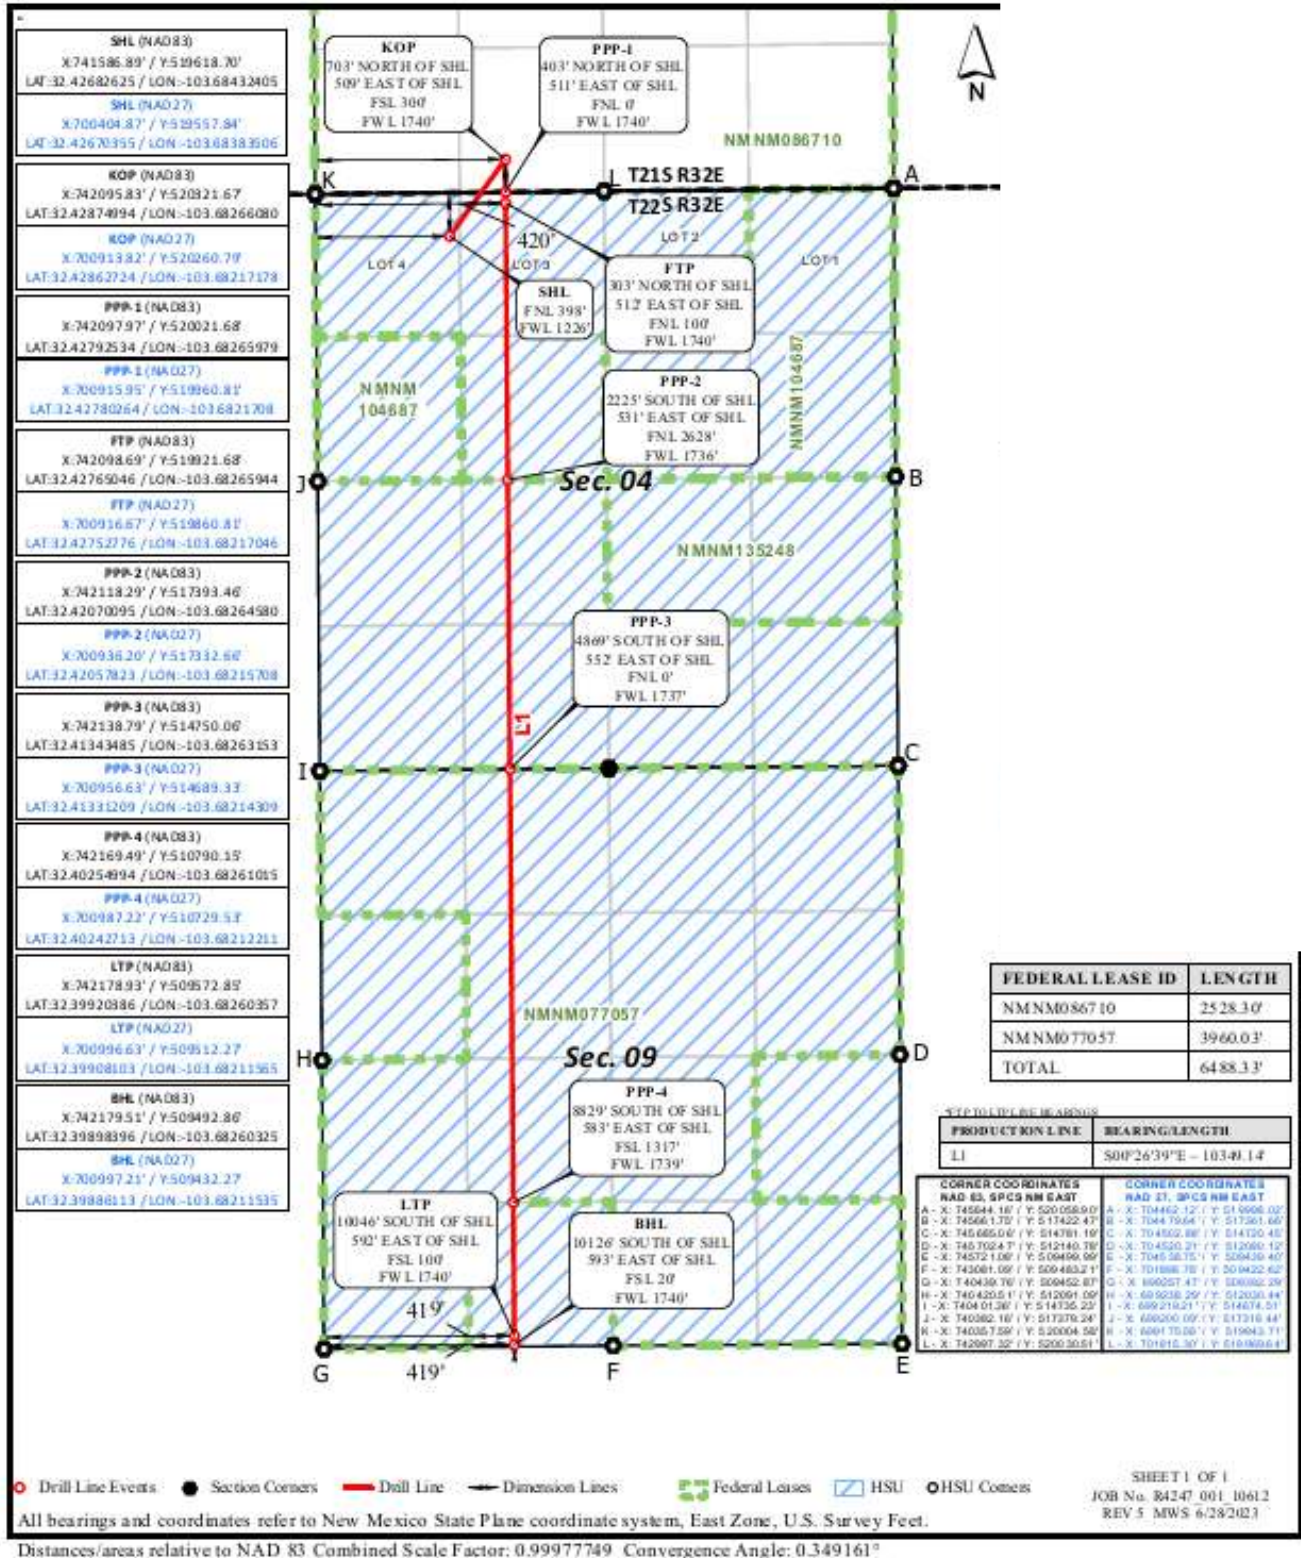 SHL (NAD83)
X:741586.89' / Y:519618.70'
LAT:32.42682625 / LON:-103.68432405
SHL (NAD27)
X:700404.87' / Y:519557.84'
LAT:32.42670355 / LON:-103.68383506
KOP (NAD83)
X:742095.83' / Y:520321.67'
LAT:32.42874994 / LON:-103.68266080
KOP (NAD27)
X:700913.82' / Y:520260.79'
LAT:32.42862724 / LON:-103.68217178
PPP-1 (NAD83)
X:742097.97' / Y:520021.68'
LAT:32.42792534 / LON:-103.68265979
PPP-1 (NAD27)
X:700915.95' / Y:519960.81'
LAT:32.42780264 / LON:-103.6821708
FTP (NAD83)
X:742098.69' / Y:519921.68'
LAT:32.42765046 / LON:-103.68265944
FTP (NAD27)
X:700916.67' / Y:519860.81'
LAT:32.42752776 / LON:-103.68217046
PPP-2 (NAD83)
X:742118.29' / Y:517393.46'
LAT:32.42070095 / LON:-103.68264580
PPP-2 (NAD27)
X:700936.20' / Y:517332.66'
LAT:32.42057823 / LON:-103.68215708
PPP-3 (NAD83)
X:742138.79' / Y:514750.06'
LAT:32.41343485 / LON:-103.68263153
PPP-3 (NAD27)
X:700956.63' / Y:514689.33'
LAT:32.41331209 / LON:-103.68214309
PPP-4 (NAD83)
X:742169.49' / Y:510790.15'
LAT:32.40254994 / LON:-103.68261015
PPP-4 (NAD27)
X:700987.22' / Y:510729.53'
LAT:32.40242713 / LON:-103.68212211
LTP (NAD83)
X:742178.93' / Y:509572.85'
LAT:32.39920386 / LON:-103.68260357
LTP (NAD27)
X:700996.63' / Y:509512.27'
LAT:32.39908103 / LON:-103.68211565
BHL (NAD83)
X:742179.51' / Y:509492.86'
LAT:32.39898396 / LON:-103.68260325
BHL (NAD27)
X:700997.21' / Y:509432.27'
LAT:32.39886113 / LON:-103.68211535
KOP
703' NORTH OF SHL
509' EAST OF SHL
FSL 300'
FWL 1740'
PPP-1
403' NORTH OF SHL
511' EAST OF SHL
FNL 0'
FWL 1740'
N
NMNM086710
K
L
T21S R32E
A
T22S R32E
420'
LOT 4
LOT 3
LOT 2
LOT 1
SHL
FNL 398'
FWL 1226'
FTP
303' NORTH OF SHL
512' EAST OF SHL
FNL 100'
FWL 1740'
NMNM
104687
NMNM104687
PPP-2
2225' SOUTH OF SHL
531' EAST OF SHL
FNL 2628'
FWL 1736'
J
Sec. 04
B
NMNM135248
PPP-3
4869' SOUTH OF SHL
552' EAST OF SHL
FNL 0'
FWL 1737'
L1
I
C
NMNM077057
H
Sec. 09
D
PPP-4
8829' SOUTH OF SHL
583' EAST OF SHL
FSL 1317'
FWL 1739'
LTP
10046' SOUTH OF SHL
592' EAST OF SHL
FSL 100'
FWL 1740'
BHL
10126' SOUTH OF SHL
593' EAST OF SHL
FSL 20'
FWL 1740'
419'
419'
G
F
E
FEDERAL LEASE ID LENGTH
NMNM086710 2528.30'
NMNM077057 3960.03'
TOTAL 6488.33'
*FTP TO LTP LINE BEARINGS
PRODUCTION LINE BEARING/LENGTH
L1 S00°26'39"E ~ 10349.14'
CORNER COORDINATES
NAD 83, SPCS NM EAST
CORNER COORDINATES
NAD 27, SPCS NM EAST
Drill Line Events
Section Corners
Drill Line
Dimension Lines
Federal Leases
HSU
HSU Corners
SHEET 1 OF 1
JOB No. R4247_001_10612
REV 5 MWS 6/28/2023
All bearings and coordinates refer to New Mexico State Plane coordinate system, East Zone, U.S. Survey Feet.
Distances/areas relative to NAD 83 Combined Scale Factor: 0.99977749 Convergence Angle: 0.349161°